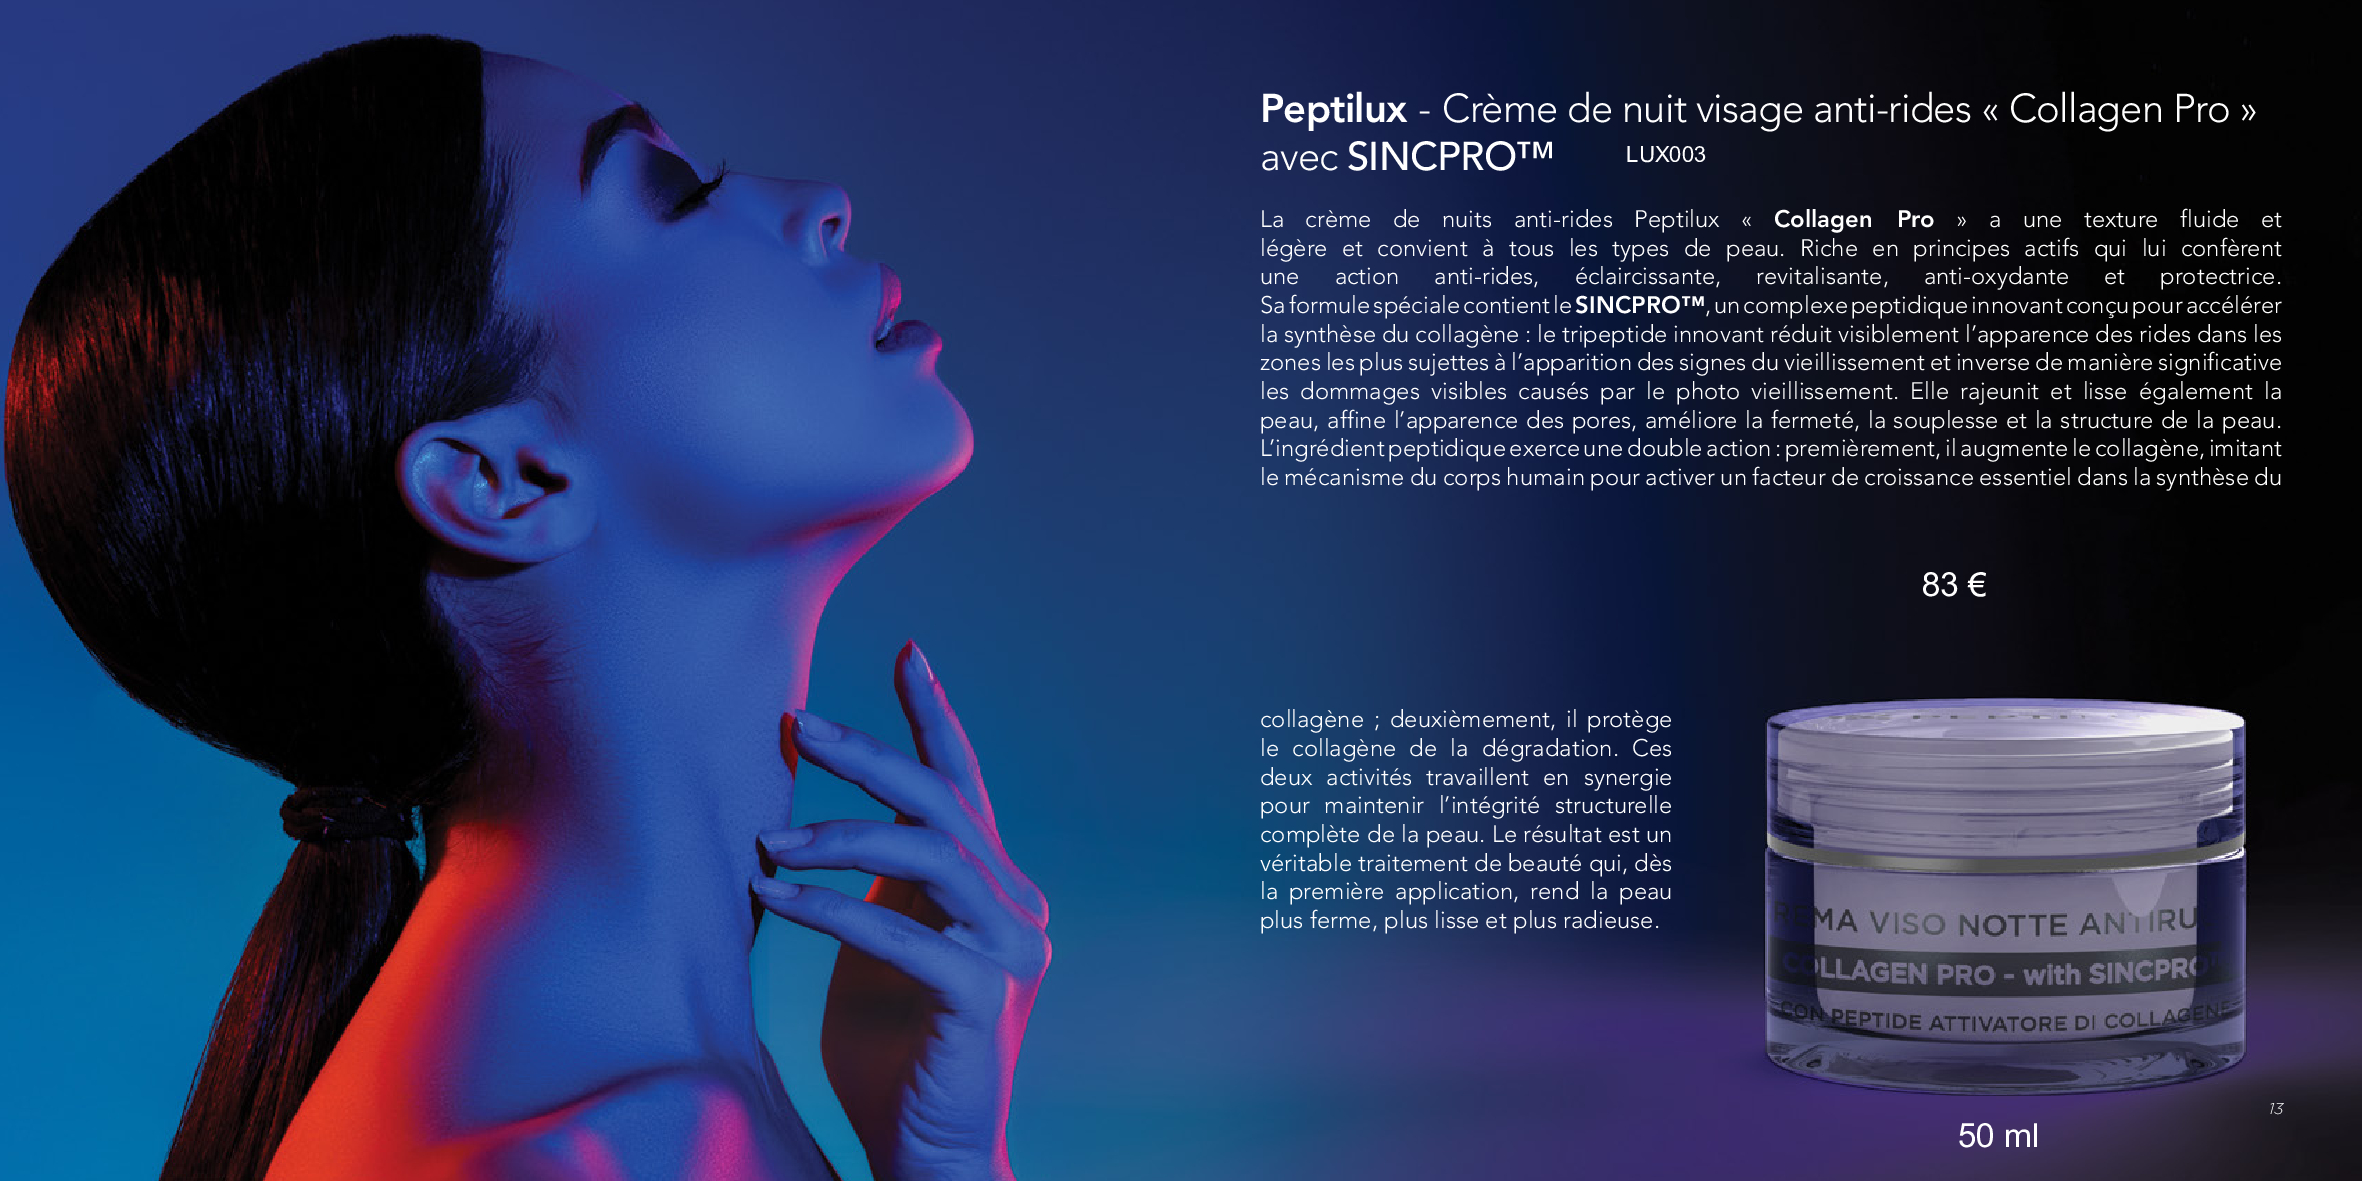 Peptilux - Crème de nuit visage anti-rides « Collagen Pro »
avec SINCPRO™ LUX003
La crème de nuits anti-rides Peptilux « Collagen Pro » a une texture fluide et
légère et convient à tous les types de peau. Riche en principes actifs qui lui confèrent
une action anti-rides, éclaircissante, revitalisante, anti-oxydante et protectrice.
Sa formule spéciale contient le SINCPRO™, un complexe peptidique innovant conçu pour accélérer
la synthèse du collagène : le tripeptide innovant réduit visiblement l’apparence des rides dans les
zones les plus sujettes à l’apparition des signes du vieillissement et inverse de manière significative
les dommages visibles causés par le photo vieillissement. Elle rajeunit et lisse également la
peau, affine l’apparence des pores, améliore la fermeté, la souplesse et la structure de la peau.
L’ingrédient peptidique exerce une double action : premièrement, il augmente le collagène, imitant
le mécanisme du corps humain pour activer un facteur de croissance essentiel dans la synthèse du
83 €
collagène ; deuxièmement, il protège
le collagène de la dégradation. Ces
deux activités travaillent en synergie
pour maintenir l’intégrité structurelle
complète de la peau. Le résultat est un
véritable traitement de beauté qui, dès
la première application, rend la peau
plus ferme, plus lisse et plus radieuse.
REMA VISO NOTTE ANTIRU
COLLAGEN PRO - with SINCPRO
CON PEPTIDE ATTIVATORE DI COLLAGENE
13
50 ml